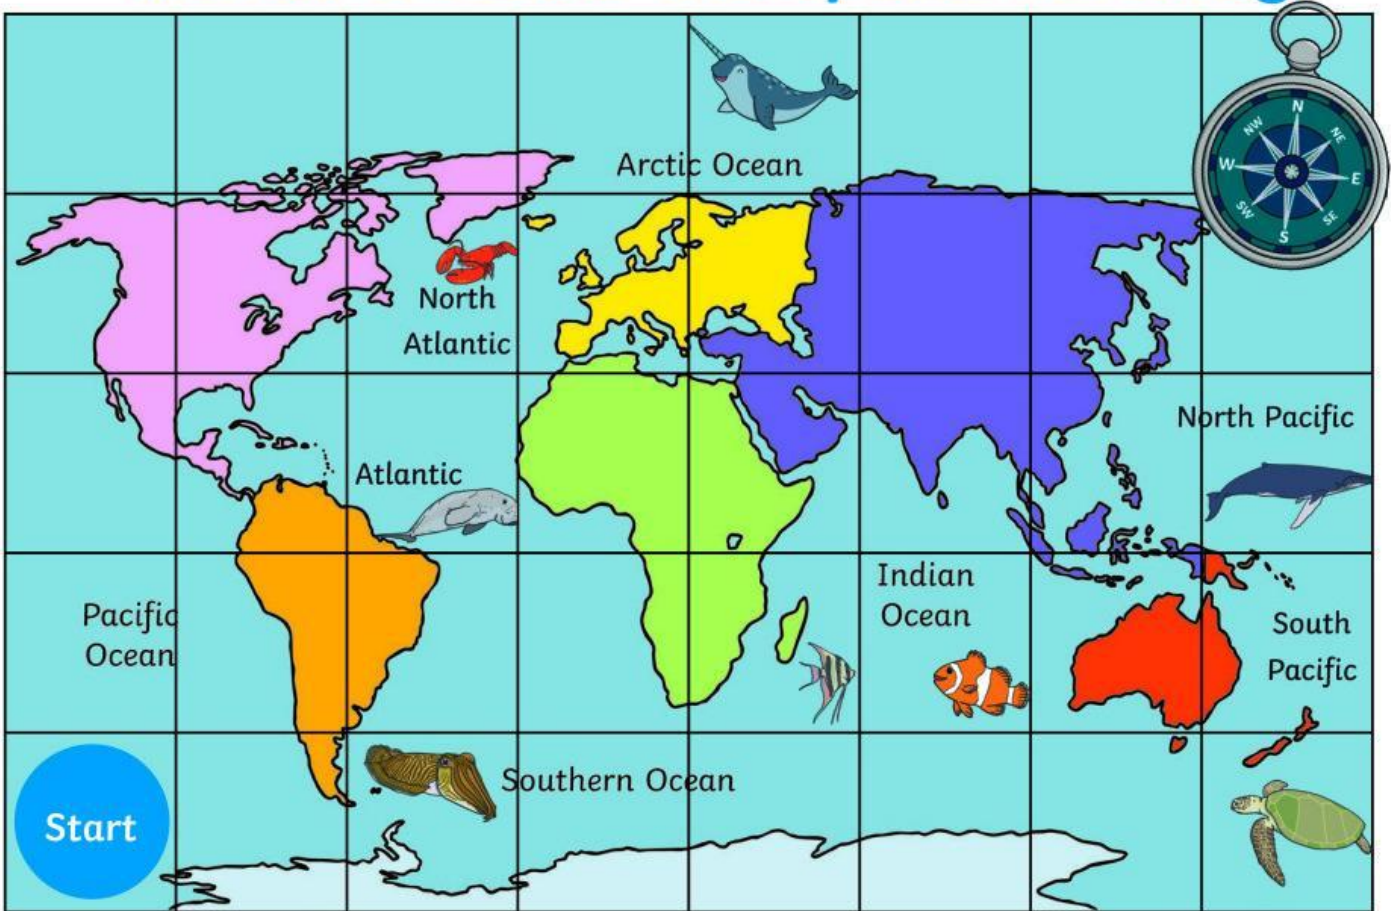 N
NW
NE
W
E
SW
SE
S
Arctic Ocean
North
Atlantic
North Pacific
Atlantic
Pacific
Ocean
Indian
Ocean
South
Pacific
Southern Ocean
Start